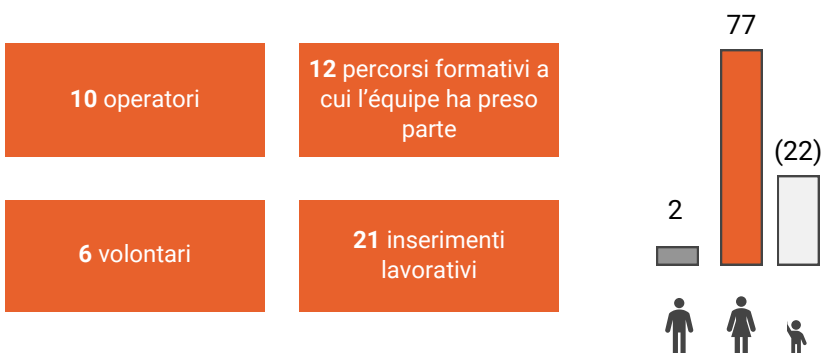 10 operatori
12 percorsi formativi a
cui l'équipe ha preso
parte
6 volontari
21 inserimenti
lavorativi
77
(22)
2